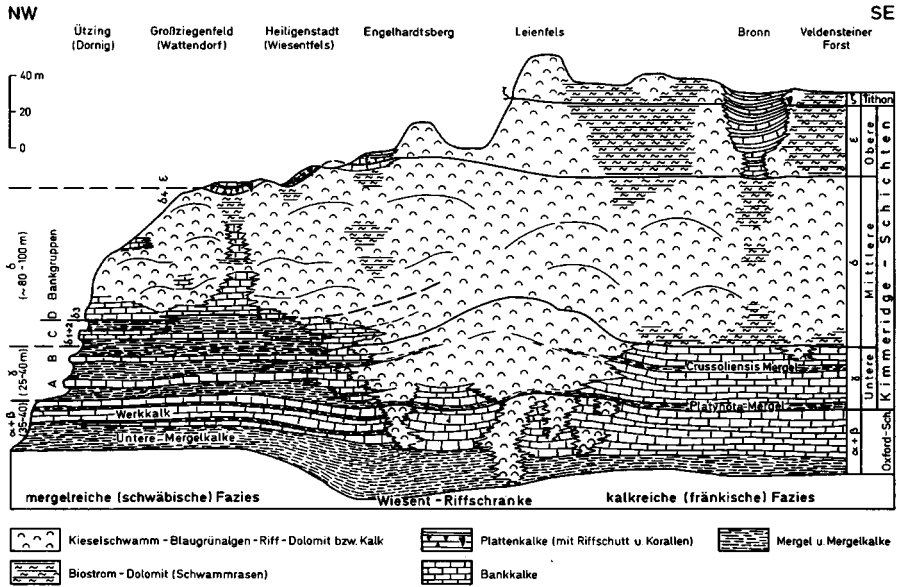 NW
SE
Ützing
(Dornig)
Großziegenfeld
(Wattendorf)
Heiligenstadt
(Wiesentfels)
Engelhardtsberg
Leienfels
Bronn
Veldensteiner
Forst
40 m
20
0
ζ
ζ
Tithon
ε
Obere
δ4
ε
δ
(~80-100m)
Bankgruppen
D
δ3
C
δ1+2
B
γ
(25-40m)
A
α+β
(35-40)
δ
Mittlere
γ
Untere
Kimmeridge - Schichten
α+β
Oxford-Sch.
Crussoliensis Mergel
Platynota-Mergel
Werkkalk
Untere-Mergelkalke
mergelreiche (schwäbische) Fazies
Wiesent-Riffschranke
kalkreiche (fränkische) Fazies
Kieselschwamm-Blaugrünalgen-Riff-Dolomit bzw. Kalk
Plattenkalke (mit Riffschutt u. Korallen)
Mergel u. Mergelkalke
Biostrom-Dolomit (Schwammrasen)
Bankkalke